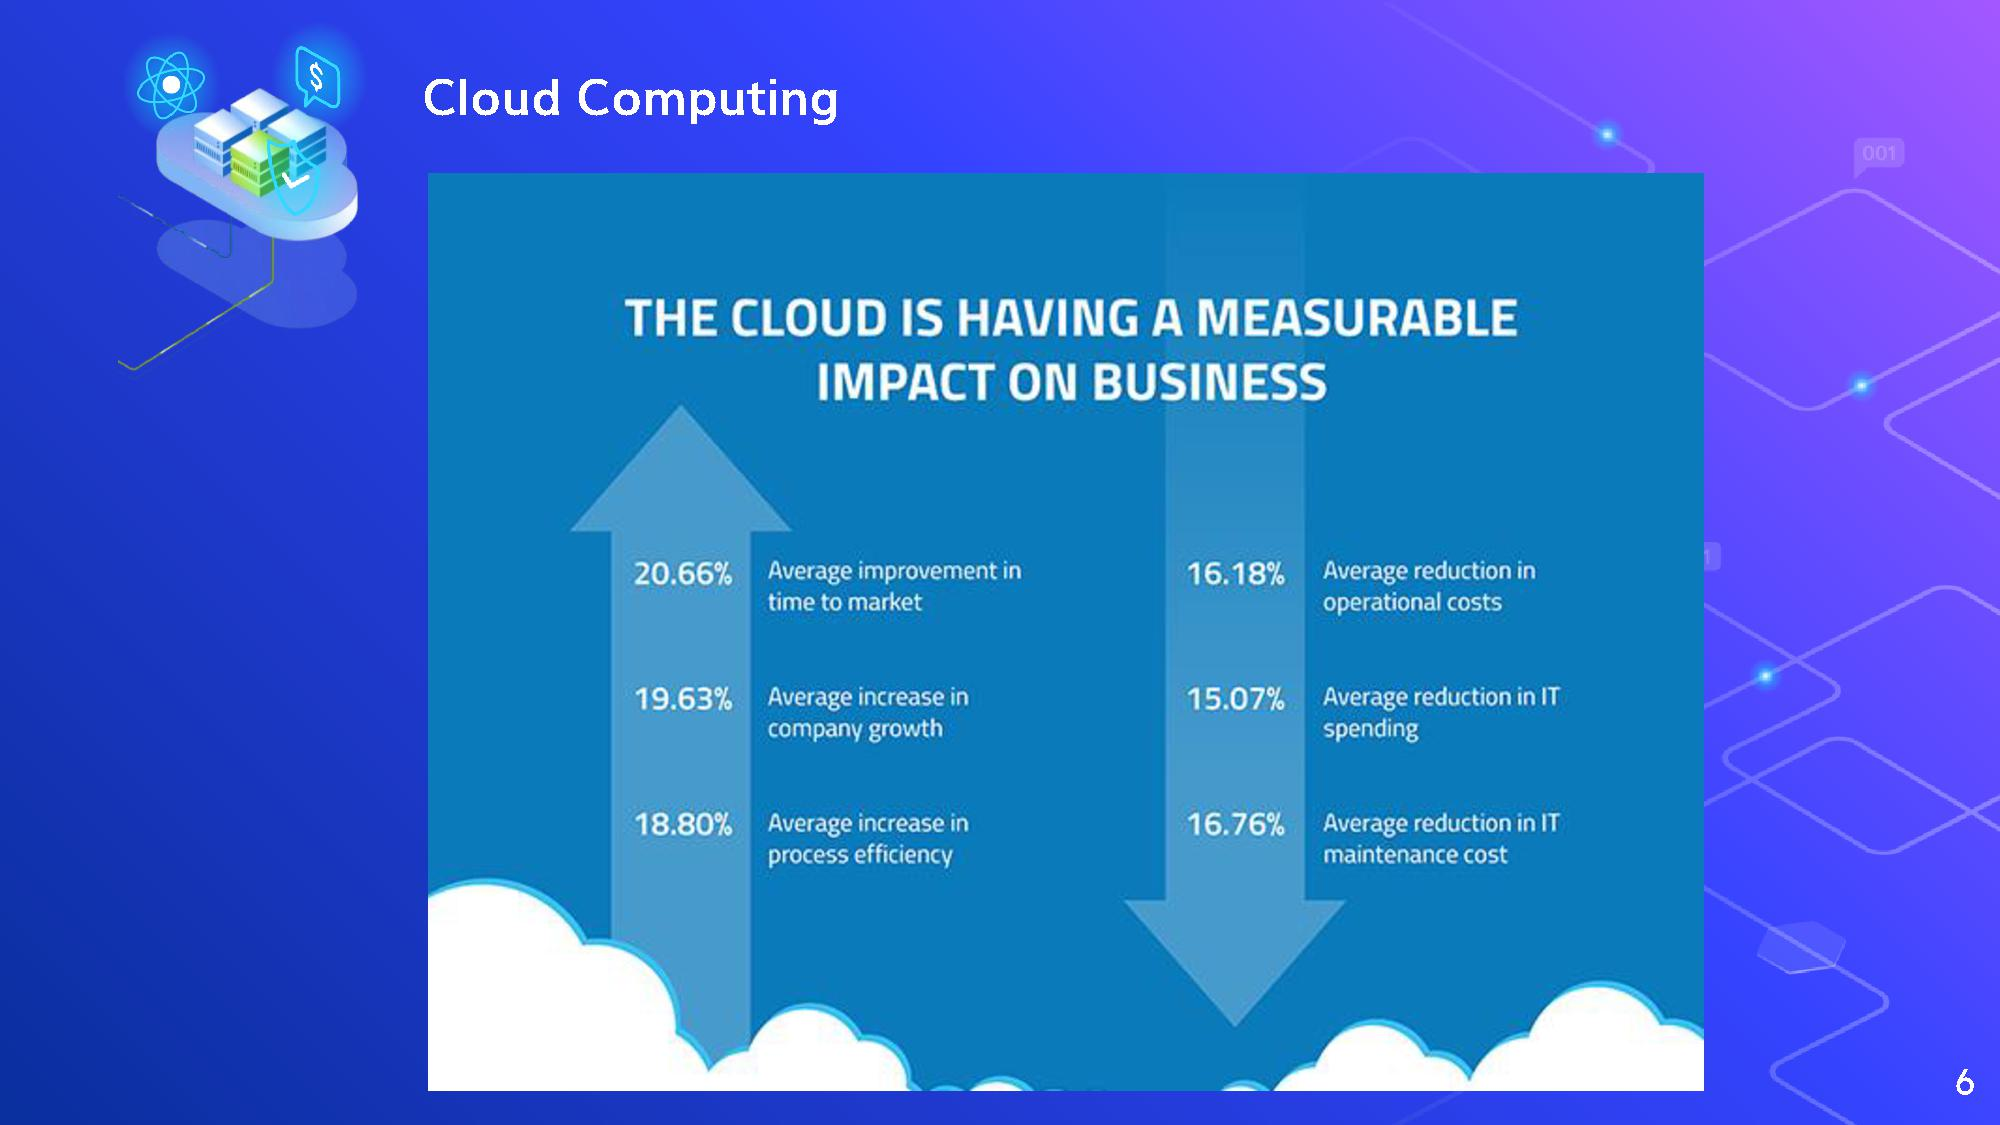 $
Cloud Computing
001
THE CLOUD IS HAVING A MEASURABLE
IMPACT ON BUSINESS
20.66%
Average improvement in
time to market
19.63%
Average increase in
company growth
18.80%
Average increase in
process efficiency
16.18%
Average reduction in
operational costs
15.07%
Average reduction in IT
spending
16.76%
Average reduction in IT
maintenance cost
6